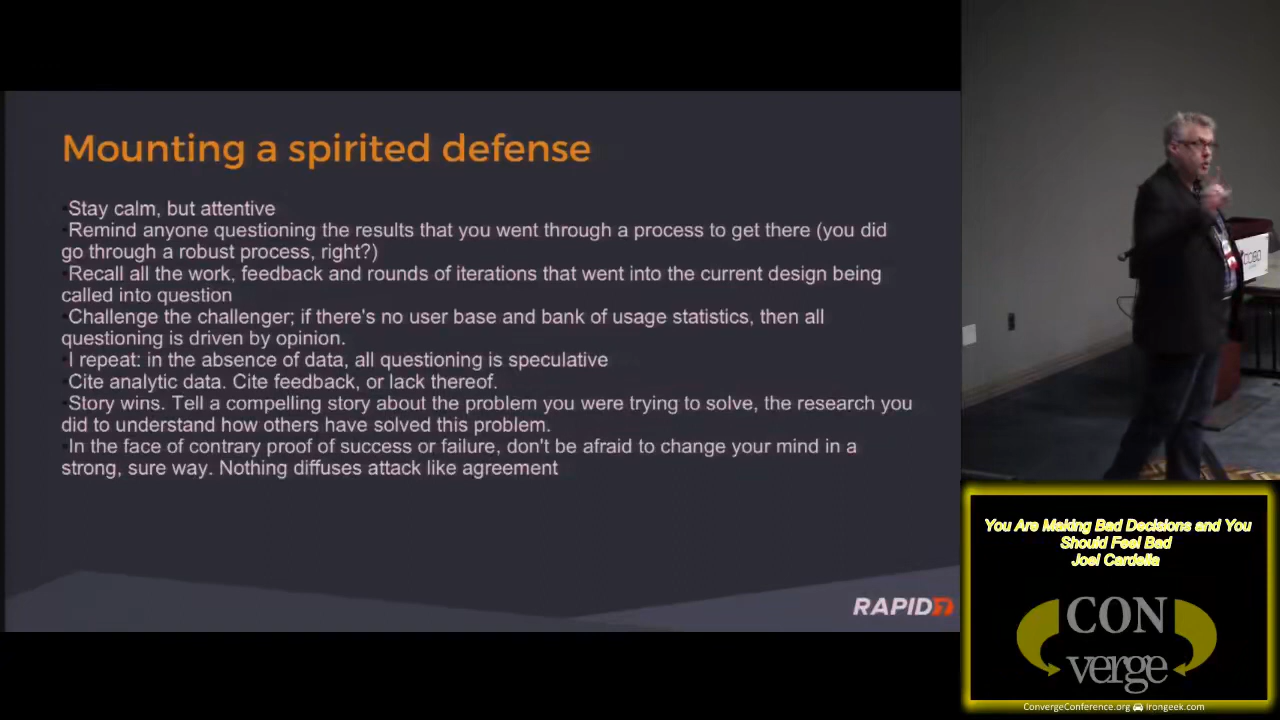 Mounting a spirited defense
•Stay calm, but attentive
•Remind anyone questioning the results that you went through a process to get there (you did
go through a robust process, right?)
•Recall all the work, feedback and rounds of iterations that went into the current design being
called into question
•Challenge the challenger; if there's no user base and bank of usage statistics, then all
questioning is driven by opinion.
•I repeat: in the absence of data, all questioning is speculative
•Cite analytic data. Cite feedback, or lack thereof.
•Story wins. Tell a compelling story about the problem you were trying to solve, the research you
did to understand how others have solved this problem.
•In the face of contrary proof of success or failure, don't be afraid to change your mind in a
strong, sure way. Nothing diffuses attack like agreement
RAPID7
COBO
You Are Making Bad Decisions and You
Should Feel Bad
Joel Cardella
CON
verge
ConvergeConference.org Irongeek.com